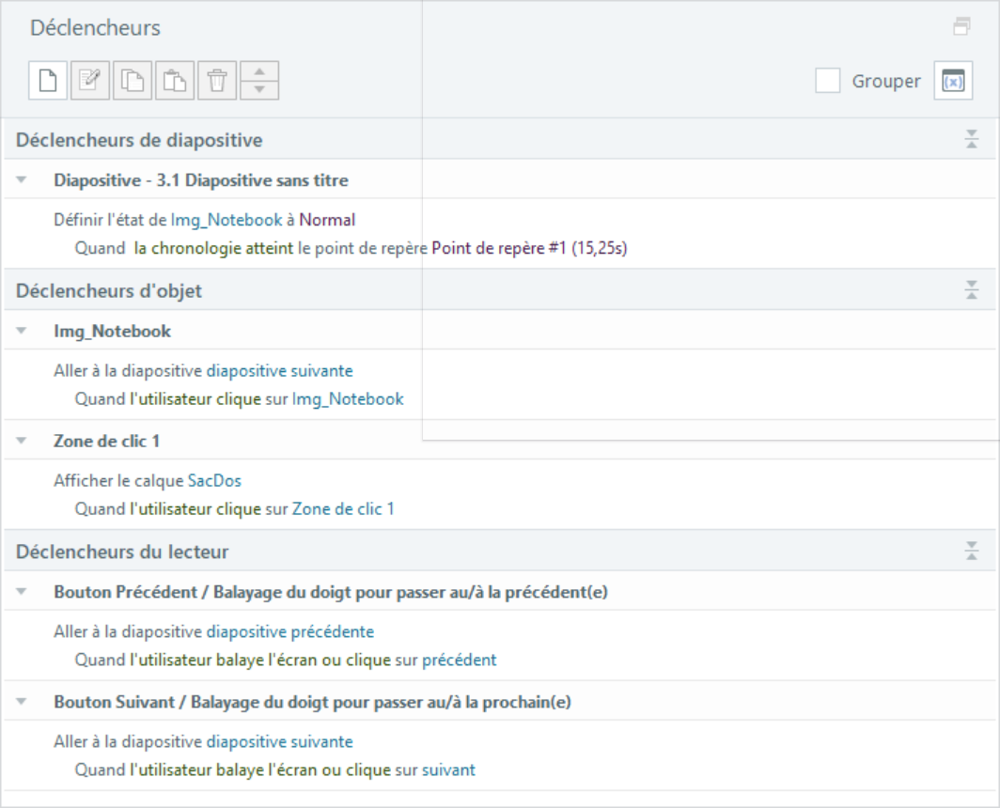 Déclencheurs
Grouper (x)
Déclencheurs de diapositive
Diapositive - 3.1 Diapositive sans titre
Définir l'état de Img_Notebook à Normal
Quand la chronologie atteint le point de repère Point de repère #1 (15,25s)
Déclencheurs d'objet
Img_Notebook
Aller à la diapositive diapositive suivante
Quand l'utilisateur clique sur Img_Notebook
Zone de clic 1
Afficher le calque SacDos
Quand l'utilisateur clique sur Zone de clic 1
Déclencheurs du lecteur
Bouton Précédent / Balayage du doigt pour passer au/à la précédent(e)
Aller à la diapositive diapositive précédente
Quand l'utilisateur balaye l'écran ou clique sur précédent
Bouton Suivant / Balayage du doigt pour passer au/à la prochain(e)
Aller à la diapositive diapositive suivante
Quand l'utilisateur balaye l'écran ou clique sur suivant